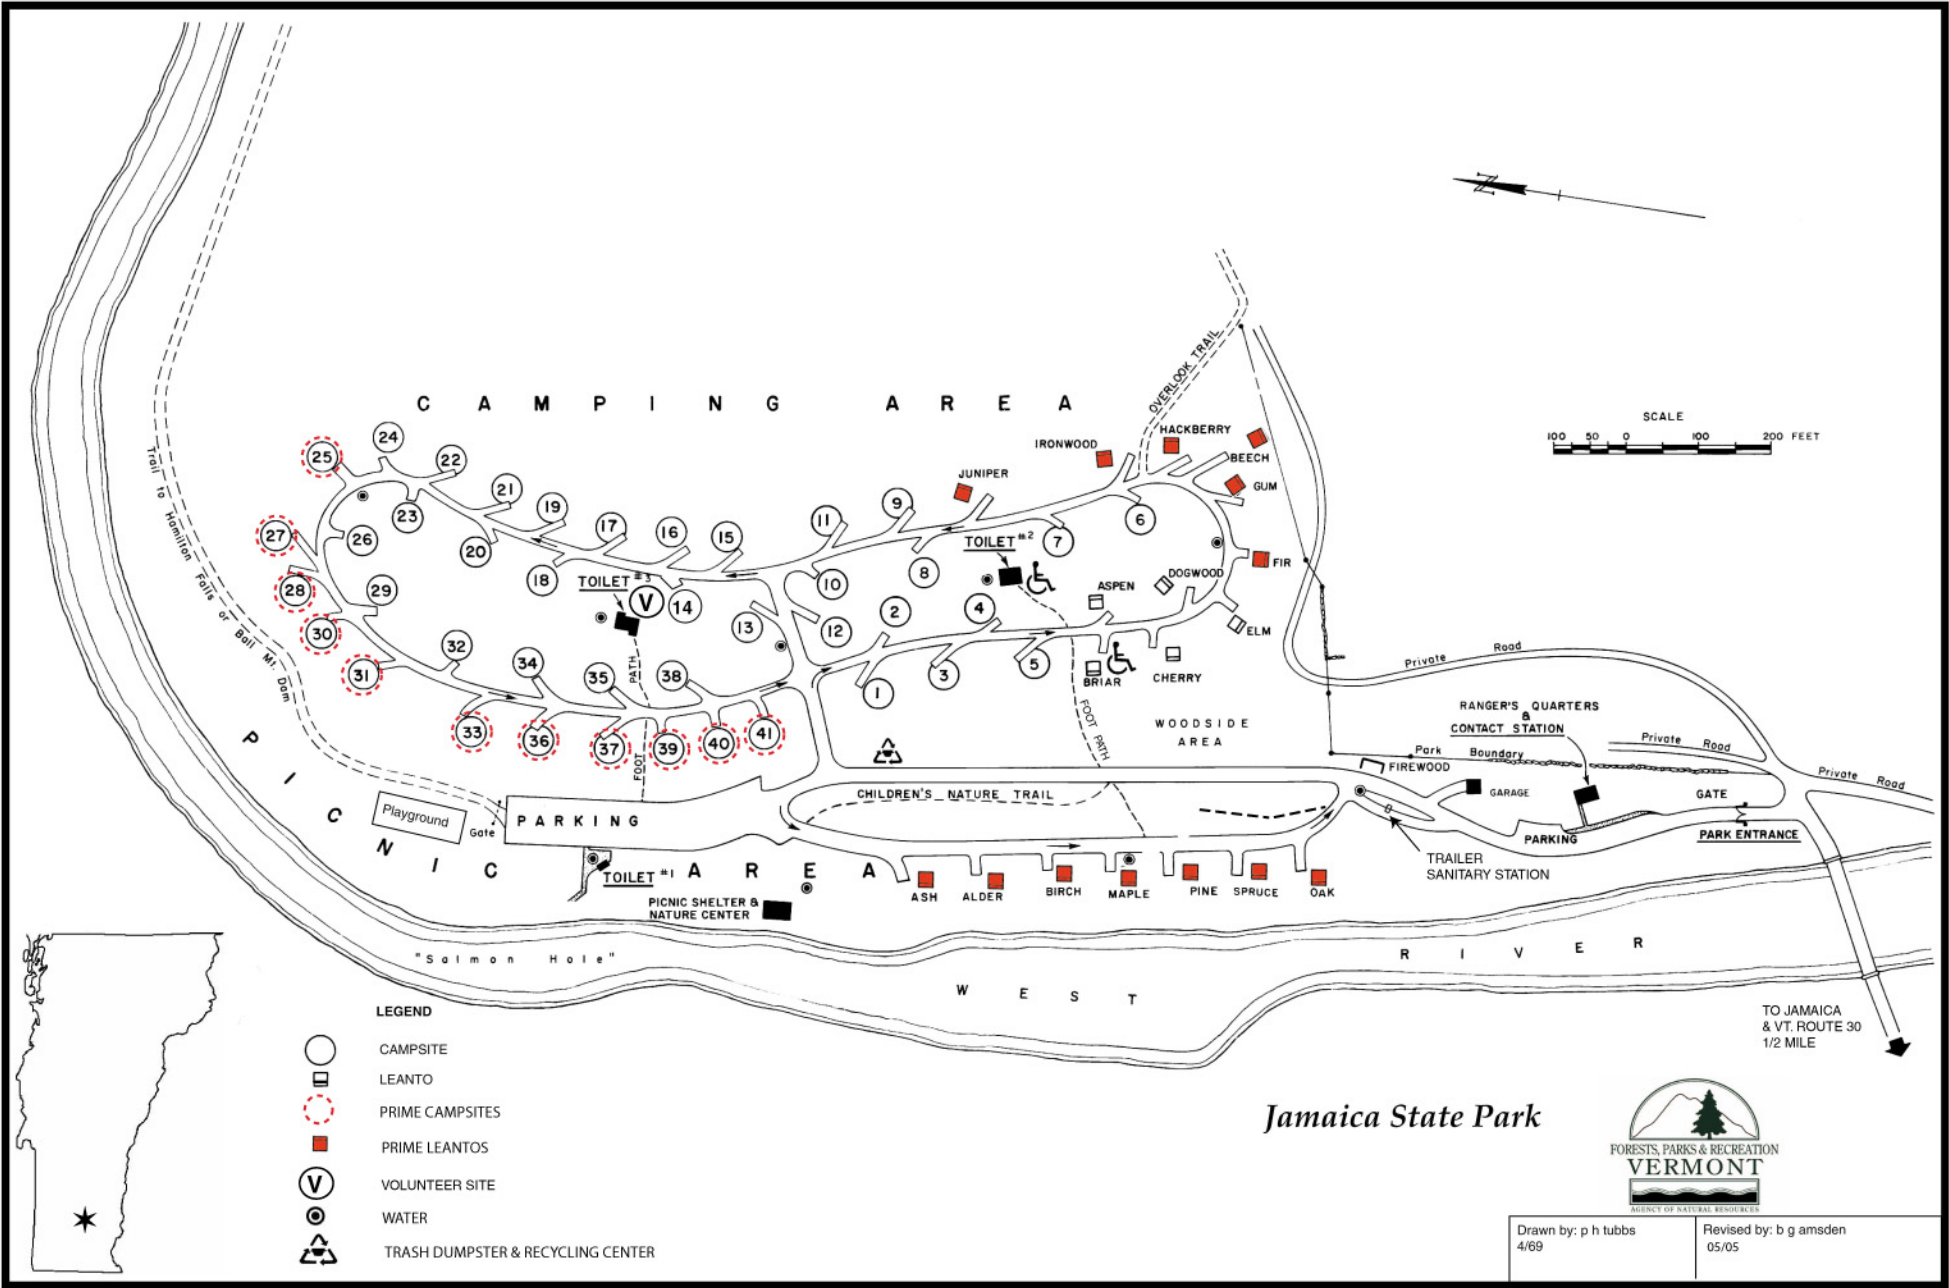 CAMPING AREA
OVERLOOK TRAIL
Trail to Hamilton Falls or Ball Mt. Dam
N
SCALE
100 50 0 100 200 FEET
25
24
22
21
19
17
16
15
11
9
JUNIPER
IRONWOOD
HACKBERRY
BEECH
GUM
27
26
23
20
18
TOILET #3
V
14
10
8
TOILET #2
7
6
FIR
28
29
30
31
32
34
35
38
13
12
2
4
ASPEN
DOGWOOD
ELM
33
36
37
39
40
41
1
3
5
BRIAR
CHERRY
FOOT PATH
FOOT PATH
WOODSIDE
AREA
Private Road
RANGER'S QUARTERS
&
CONTACT STATION
Private Road
Private Road
Park Boundary
FIREWOOD
GARAGE
GATE
PARKING
PARK ENTRANCE
TRAILER
SANITARY STATION
CHILDREN'S NATURE TRAIL
Playground
Gate
PARKING
PICNIC AREA
TOILET #1
PICNIC SHELTER &
NATURE CENTER
ASH
ALDER
BIRCH
MAPLE
PINE
SPRUCE
OAK
"Salmon Hole"
WEST RIVER
TO JAMAICA
& VT. ROUTE 30
1/2 MILE
LEGEND
CAMPSITE
LEANTO
PRIME CAMPSITES
PRIME LEANTOS
V VOLUNTEER SITE
WATER
TRASH DUMPSTER & RECYCLING CENTER
Jamaica State Park
FORESTS, PARKS & RECREATION
VERMONT
AGENCY OF NATURAL RESOURCES
Drawn by: p h tubbs
4/69
Revised by: b g amsden
05/05